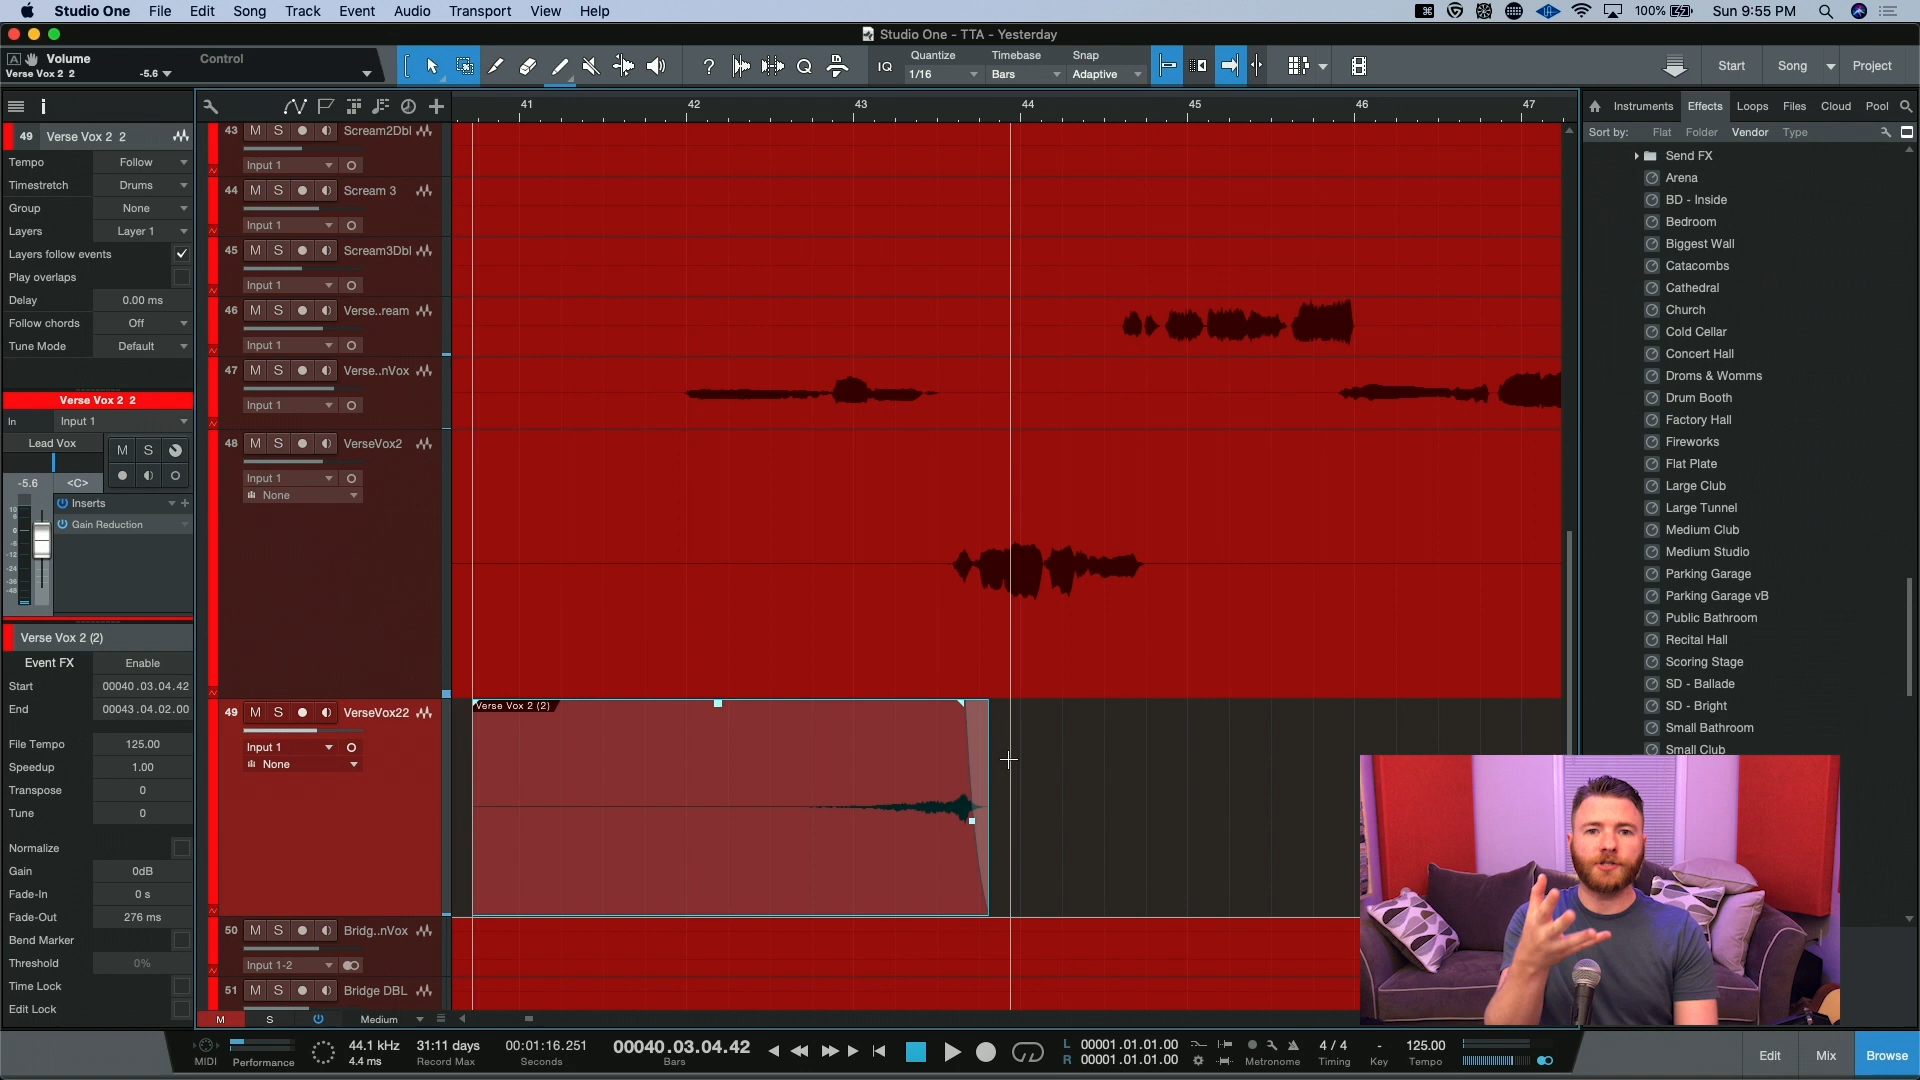 Studio One File Edit Song Track Event Audio Transport View Help 100% Sun 9:55 PM
Studio One - TTA - Yesterday
A Volume Control
Verse Vox 2 2 -5.6
Quantize Timebase Snap
IQ 1/16 Bars Adaptive
Start Song Project
41 42 43 44 45 46 47
Instruments Effects Loops Files Cloud Pool
Sort by: Flat Folder Vendor Type
49 Verse Vox 2 2
Tempo Follow
Timestretch Drums
Group None
Layers Layer 1
Layers follow events
Play overlaps
Delay 0.00 ms
Follow chords Off
Tune Mode Default
Verse Vox 2 2
In Input 1
Lead Vox M S
-5.6 <C>
Inserts
Gain Reduction
10
5
0
-6
-12
-24
-36
-48
Verse Vox 2 (2)
Event FX Enable
Start 00040.03.04.42
End 00043.04.02.00
File Tempo 125.00
Speedup 1.00
Transpose 0
Tune 0
Normalize
Gain 0dB
Fade-In 0 s
Fade-Out 276 ms
Bend Marker
Threshold 0%
Time Lock
Edit Lock
43 M S Scream2Dbl
Input 1
44 M S Scream 3
Input 1
45 M S Scream3Dbl
Input 1
46 M S Verse..ream
Input 1
47 M S Verse..nVox
Input 1
48 M S VerseVox2
Input 1
None
49 M S VerseVox22
Input 1
None
50 M S Bridg..nVox
Input 1-2
51 M S Bridge DBL
M S Medium
Verse Vox 2 (2)
Send FX
Arena
BD - Inside
Bedroom
Biggest Wall
Catacombs
Cathedral
Church
Cold Cellar
Concert Hall
Droms & Womms
Drum Booth
Factory Hall
Fireworks
Flat Plate
Large Club
Large Tunnel
Medium Club
Medium Studio
Parking Garage
Parking Garage vB
Public Bathroom
Recital Hall
Scoring Stage
SD - Ballade
SD - Bright
Small Bathroom
Small Club
MIDI Performance
44.1 kHz
4.4 ms
31:11 days
Record Max
00:01:16.251
Seconds
00040.03.04.42
Bars
L 00001.01.01.00
R 00001.01.01.00
Metronome
4 / 4
Timing
-
Key
125.00
Tempo
Edit Mix Browse